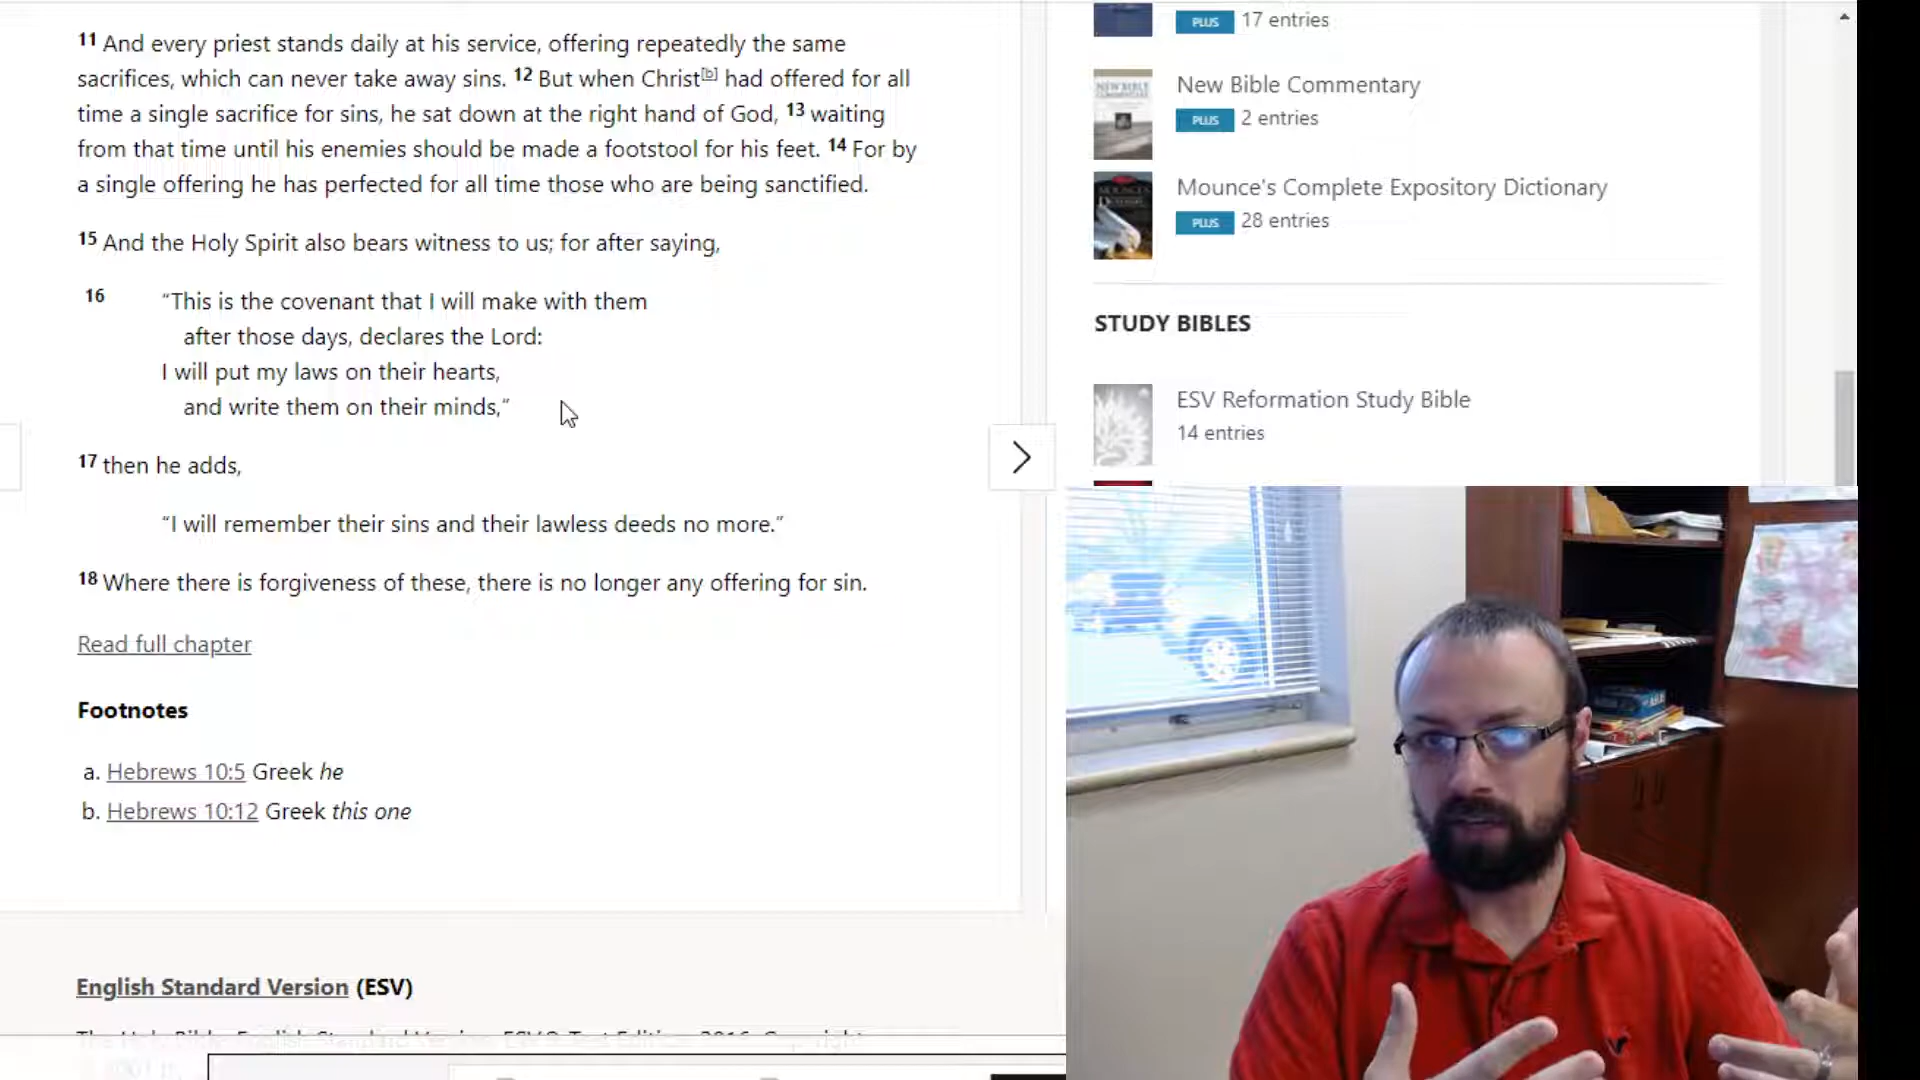 11 And every priest stands daily at his service, offering repeatedly the same
sacrifices, which can never take away sins. 12 But when Christ[b] had offered for all
time a single sacrifice for sins, he sat down at the right hand of God, 13 waiting
from that time until his enemies should be made a footstool for his feet. 14 For by
a single offering he has perfected for all time those who are being sanctified.
15 And the Holy Spirit also bears witness to us; for after saying,
16 “This is the covenant that I will make with them
after those days, declares the Lord:
I will put my laws on their hearts,
and write them on their minds,”
17 then he adds,
“I will remember their sins and their lawless deeds no more.”
18 Where there is forgiveness of these, there is no longer any offering for sin.
Read full chapter
Footnotes
a. Hebrews 10:5 Greek he
b. Hebrews 10:12 Greek this one
English Standard Version (ESV)
PLUS 17 entries
New Bible Commentary
PLUS 2 entries
Mounce's Complete Expository Dictionary
PLUS 28 entries
STUDY BIBLES
ESV Reformation Study Bible
14 entries